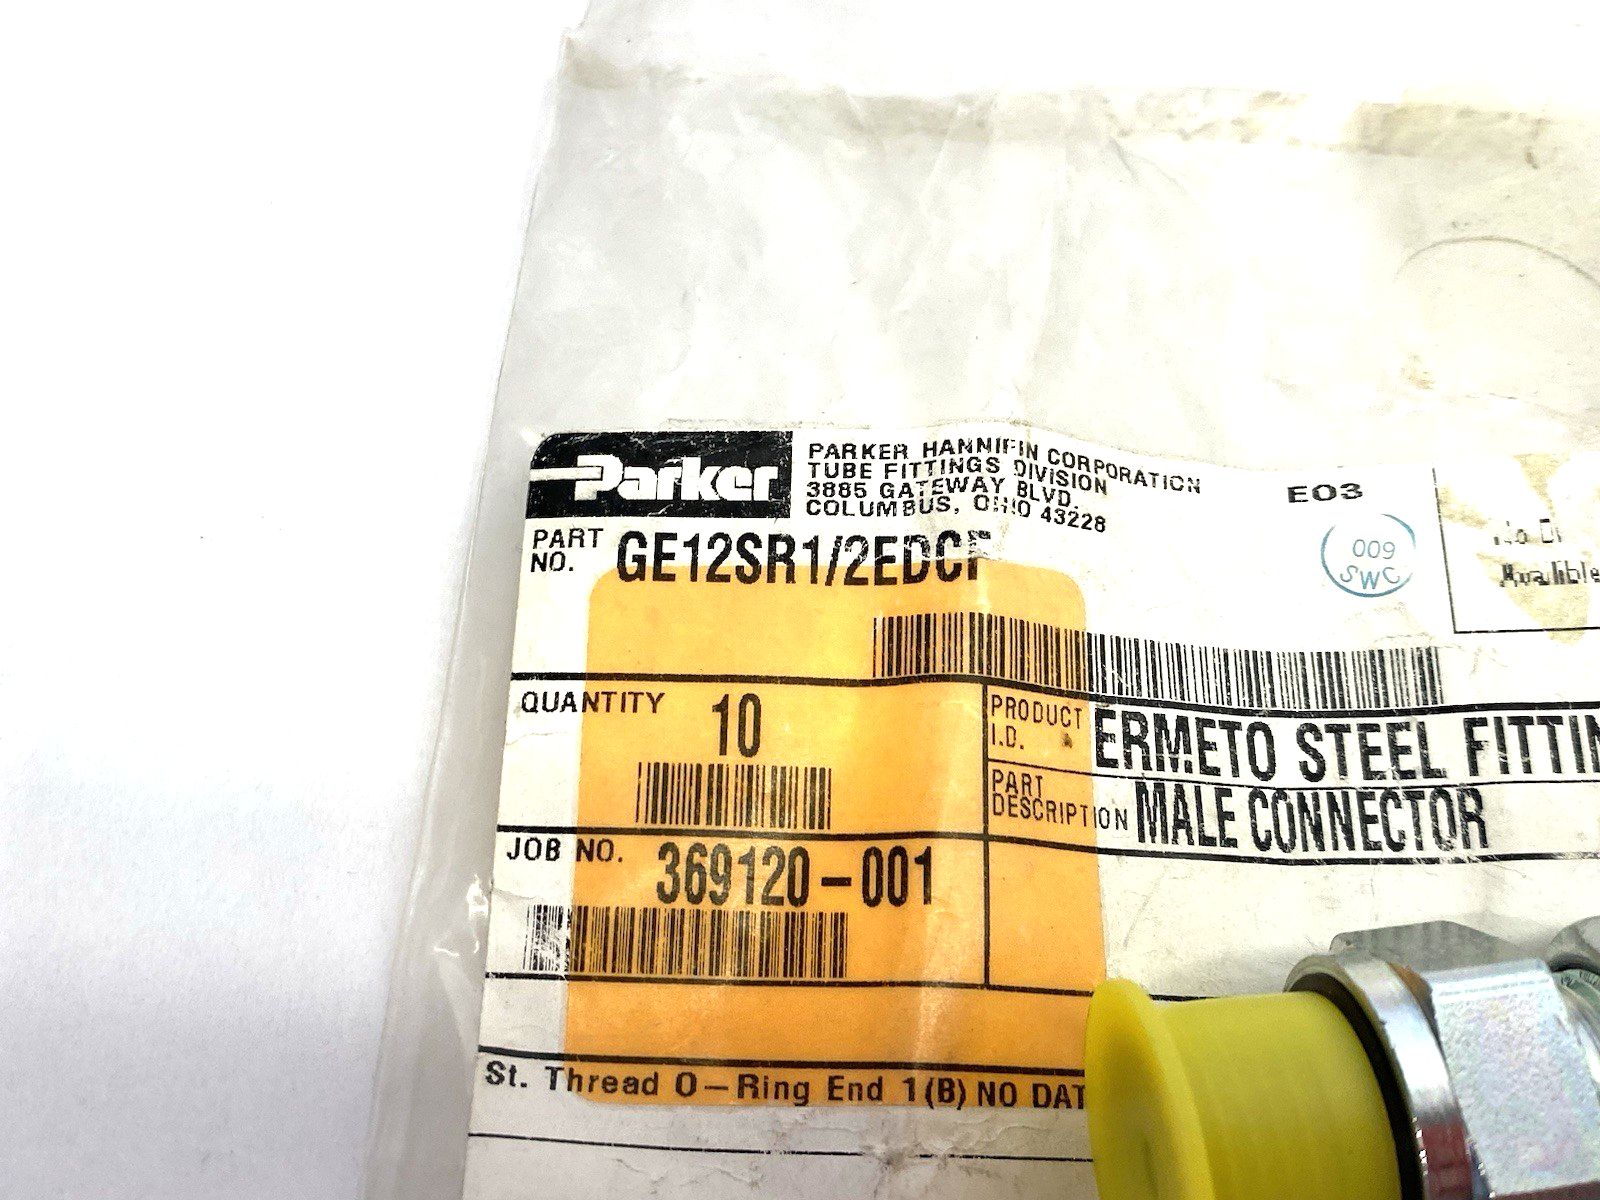 Parker
PARKER HANNIFIN CORPORATION
TUBE FITTINGS DIVISION
3885 GATEWAY BLVD.
COLUMBUS, OHIO 43228
E03
009
SWC
No
PART NO. GE12SR1/2EDCF
QUANTITY 10
PRODUCT I.D. ERMETO STEEL FITTIN
PART DESCRIPTION MALE CONNECTOR
JOB NO. 369120-001
St. Thread O-Ring End 1(B) NO DAT